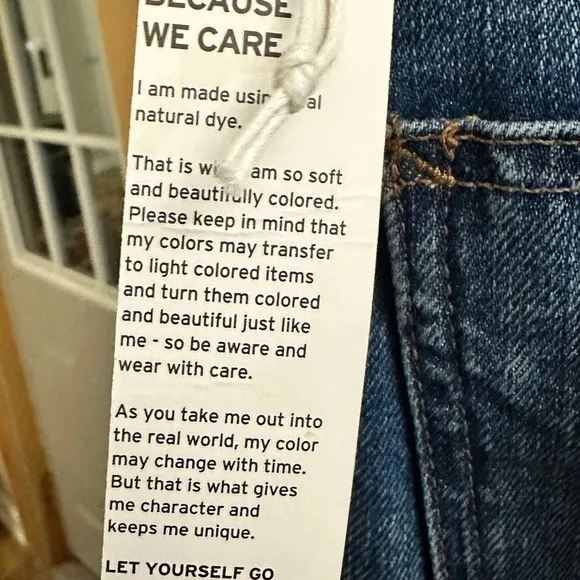 BECAUSE
WE CARE
I am made using
natural dye.
That is why am so soft
and beautifully colored.
Please keep in mind that
my colors may transfer
to light colored items
and turn them colored
and beautiful just like
me - so be aware and
wear with care.
As you take me out into
the real world, my color
may change with time.
But that is what gives
me character and
keeps me unique.
LET YOURSELF GO